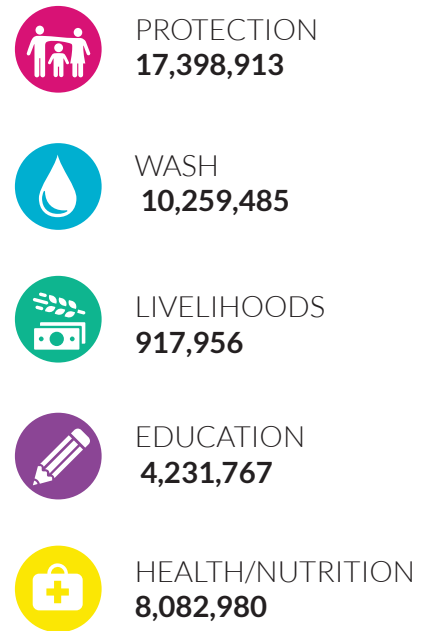 PROTECTION
17,398,913
WASH
10,259,485
LIVELIHOODS
917,956
EDUCATION
4,231,767
HEALTH/NUTRITION
8,082,980